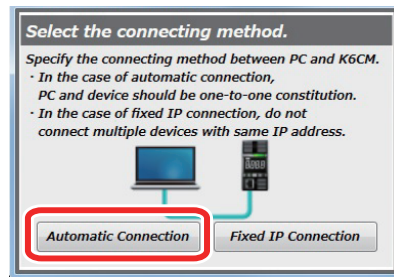 Select the connecting method.
Specify the connecting method between PC and K6CM.
· In the case of automatic connection,
PC and device should be one-to-one constitution.
· In the case of fixed IP connection, do not
connect multiple devices with same IP address.
Automatic Connection
Fixed IP Connection